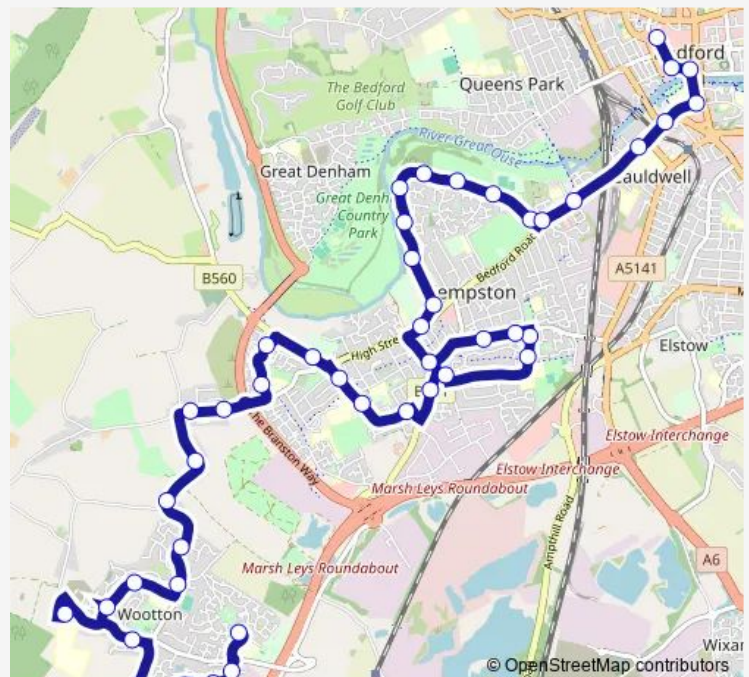 dford
Queens Park
The Bedford
Golf Club
River Great Ouse
Great Denham
Cauldwell
Great Denh
Country
Park
Bedford Road
B560
A5141
empston
High Stre
Elstow
The Branston Way
Elstow Interchange
Elstow Interchange
Marsh Leys Roundabout
Ampthill Road
A6
Marsh Leys Roundabout
Wootton
Wixar
© OpenStreetMap contributors